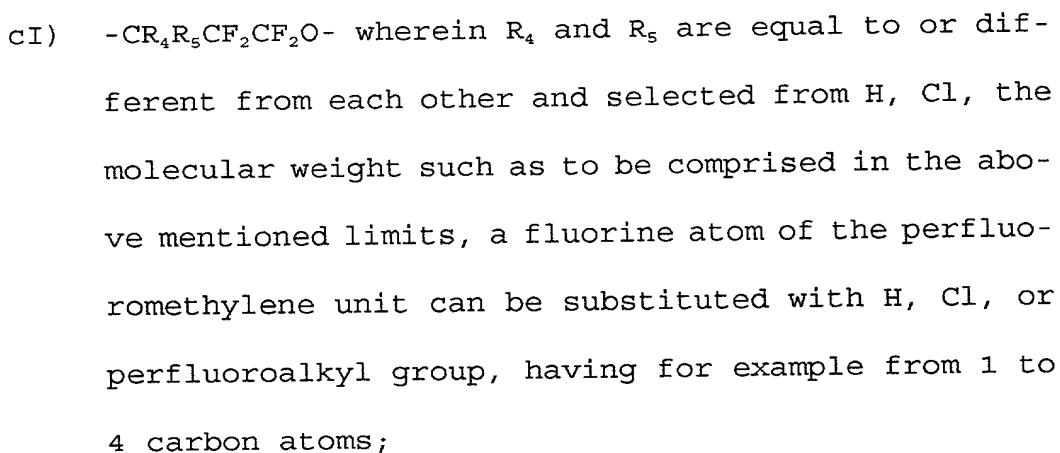 cI) -CR₄R₅CF₂CF₂O- wherein R₄ and R₅ are equal to or dif-
ferent from each other and selected from H, Cl, the
molecular weight such as to be comprised in the abo-
ve mentioned limits, a fluorine atom of the perfluo-
romethylene unit can be substituted with H, Cl, or
perfluoroalkyl group, having for example from 1 to
4 carbon atoms;